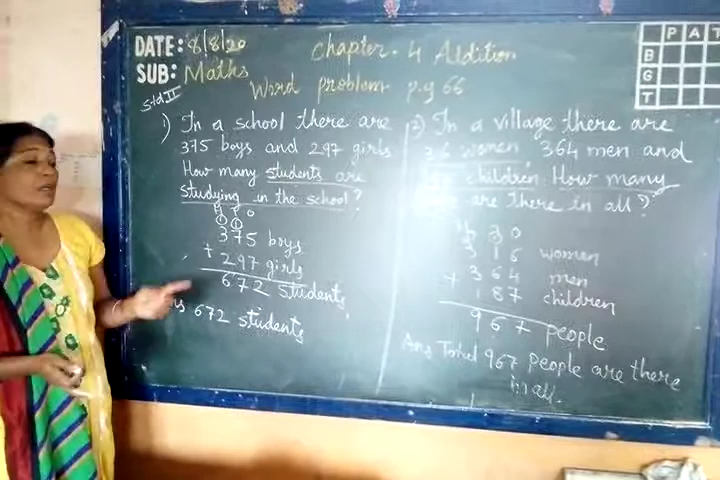 DATE: 8/8/20
SUB: Maths
Chapter - 4 Addition
Word problem p.g 66
P A T
B
G
T
Std II
1) In a school there are
375 boys and 297 girls
How many students are
studying in the school?
H T O
1 1
375 boys
+ 297 girls
672 students
672 students
2) In a village there are
women, 364 men and
children. How many
are there in all?
316 women
+ 364 men
187 children
967 people
Ans Total 967 people are there
in all.